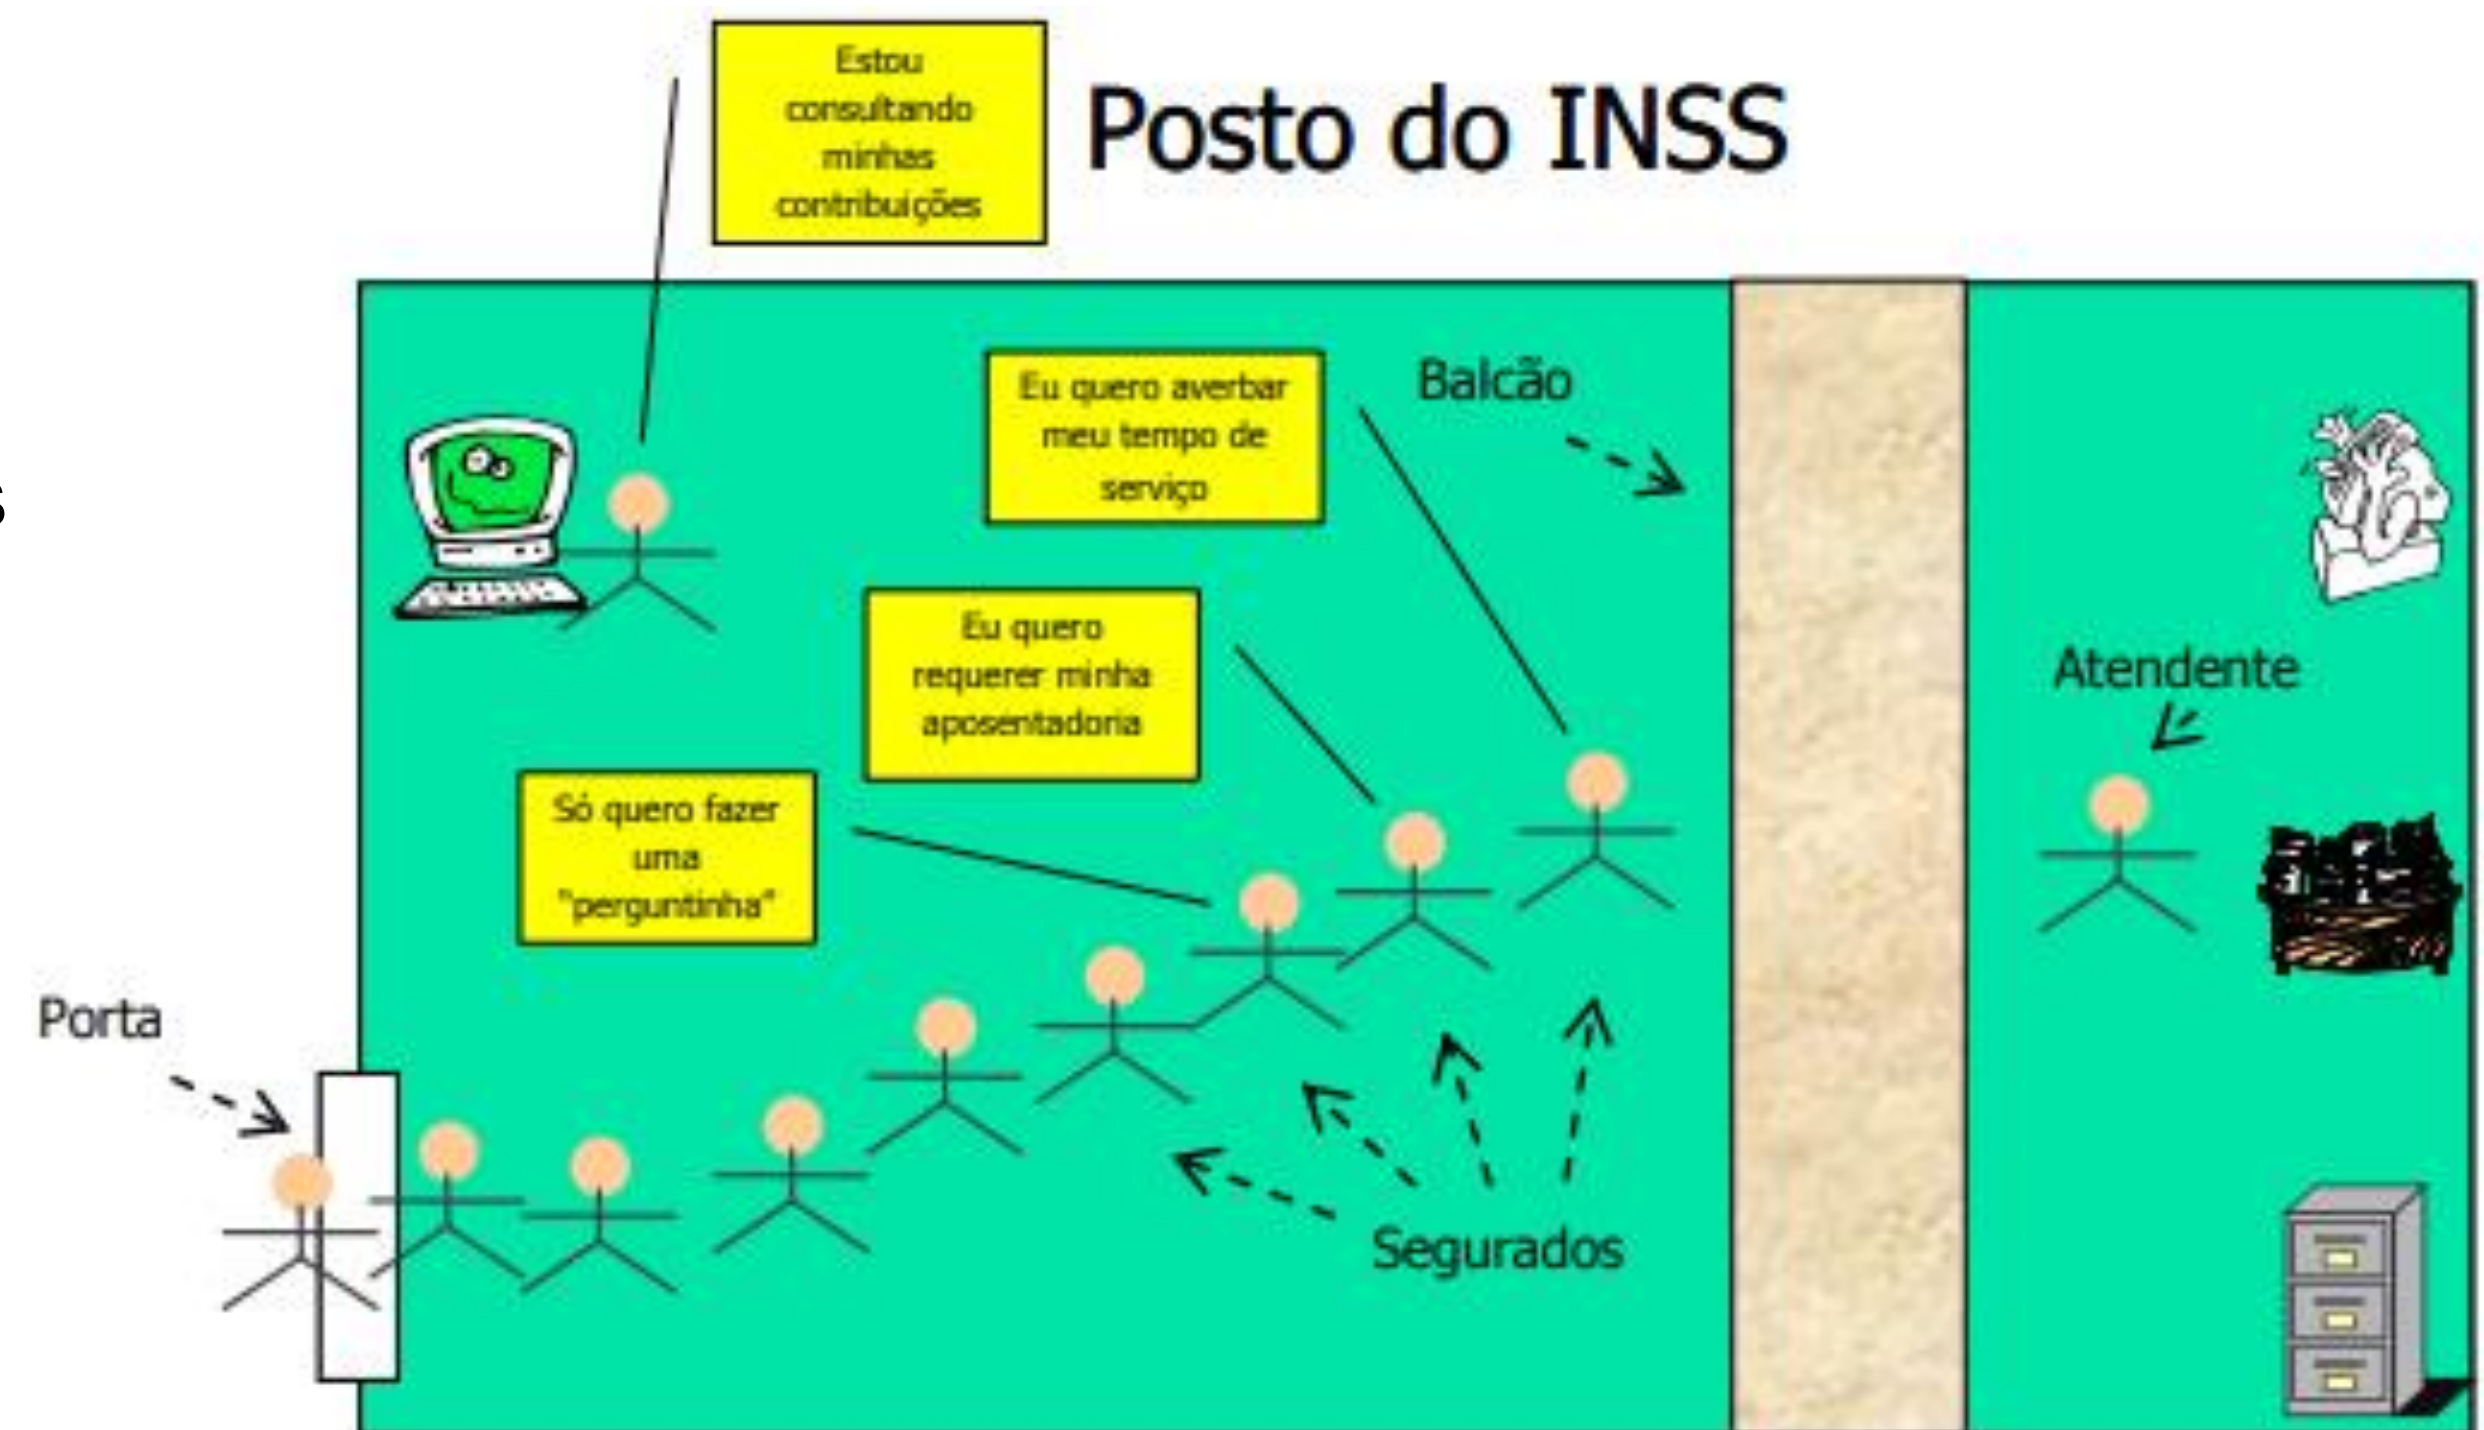 Estou
consultando
minhas
contribuições
Posto do INSS
Eu quero averbar
meu tempo de
serviço
Balcão
Eu quero
requerer minha
aposentadoria
Atendente
Só quero fazer
uma
"perguntinha"
Porta
Segurados
s